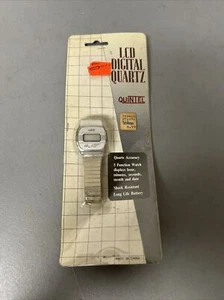 LCD
DIGITAL
QUARTZ
QUINTEL
Quartz Accuracy
5 Function Watch
displays hour,
minutes, seconds,
month and date
Shock Resistant
Long Life Battery